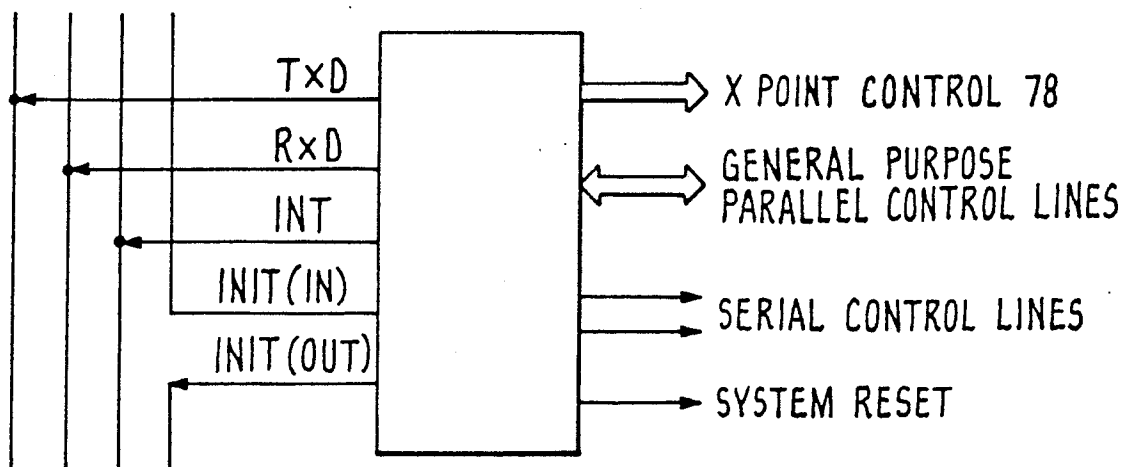 TxD
RxD
INT
INIT(IN)
INIT(OUT)
X POINT CONTROL 78
GENERAL PURPOSE
PARALLEL CONTROL LINES
SERIAL CONTROL LINES
SYSTEM RESET